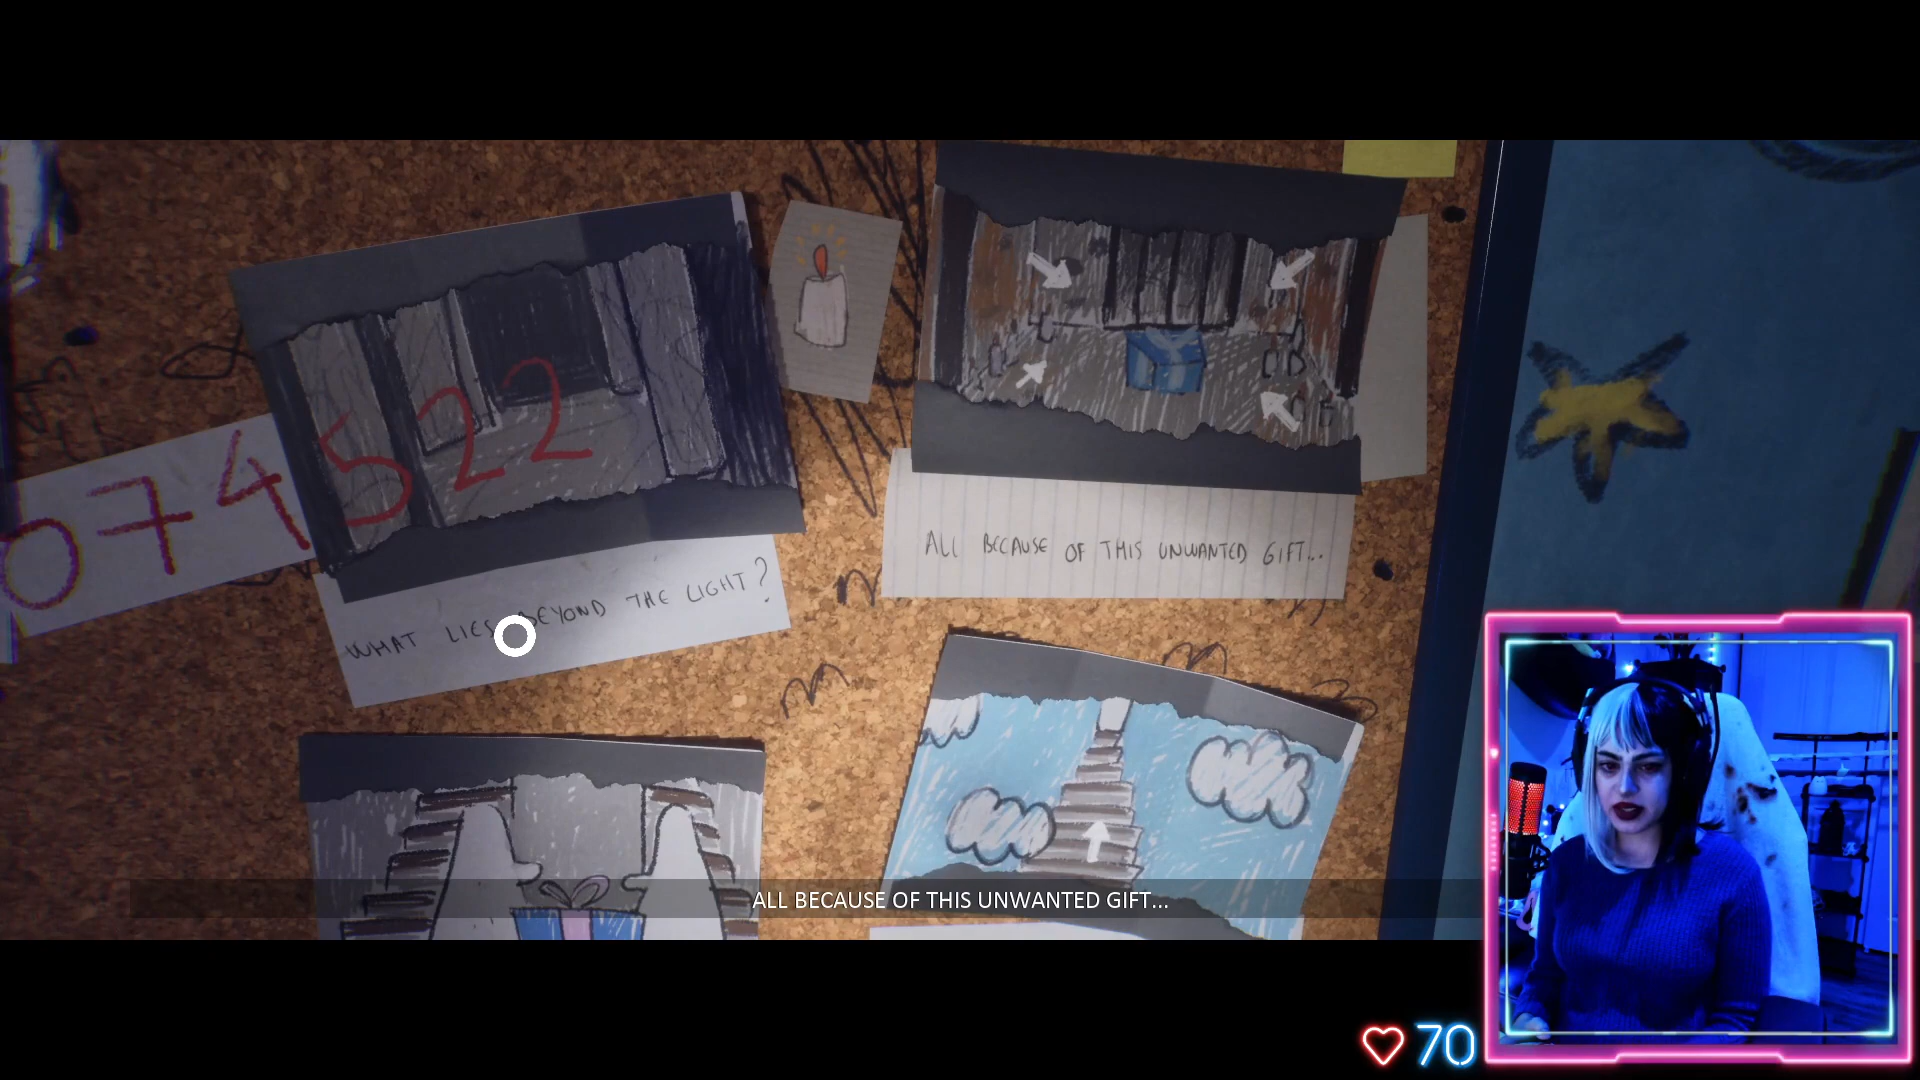 074522
WHAT LIES BEYOND THE LIGHT?
ALL BECAUSE OF THIS UNWANTED GIFT...
ALL BECAUSE OF THIS UNWANTED GIFT...
70